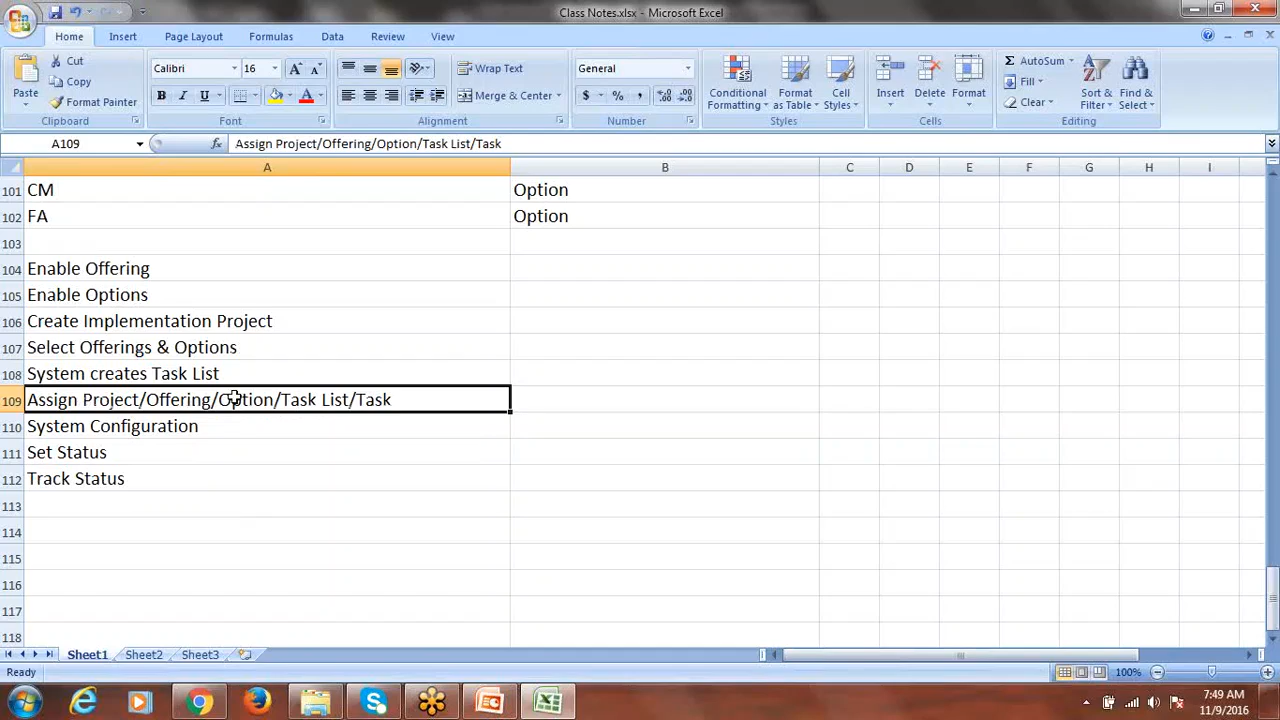 Class Notes.xlsx - Microsoft Excel
Home Insert Page Layout Formulas Data Review View
Paste
Cut
Copy
Format Painter
Clipboard
Calibri 16
B I U
Font
Wrap Text
Merge & Center
Alignment
General
$ % ,
Number
Conditional Formatting
Format as Table
Cell Styles
Styles
Insert Delete Format
Cells
AutoSum
Fill
Clear
Sort & Filter
Find & Select
Editing
A109 fx Assign Project/Offering/Option/Task List/Task
A B C D E F G H I
101 CM Option
102 FA Option
103
104 Enable Offering
105 Enable Options
106 Create Implementation Project
107 Select Offerings & Options
108 System creates Task List
109 Assign Project/Offering/Option/Task List/Task
110 System Configuration
111 Set Status
112 Track Status
113
114
115
116
117
118
Sheet1 Sheet2 Sheet3
Ready 100%
7:49 AM
11/9/2016